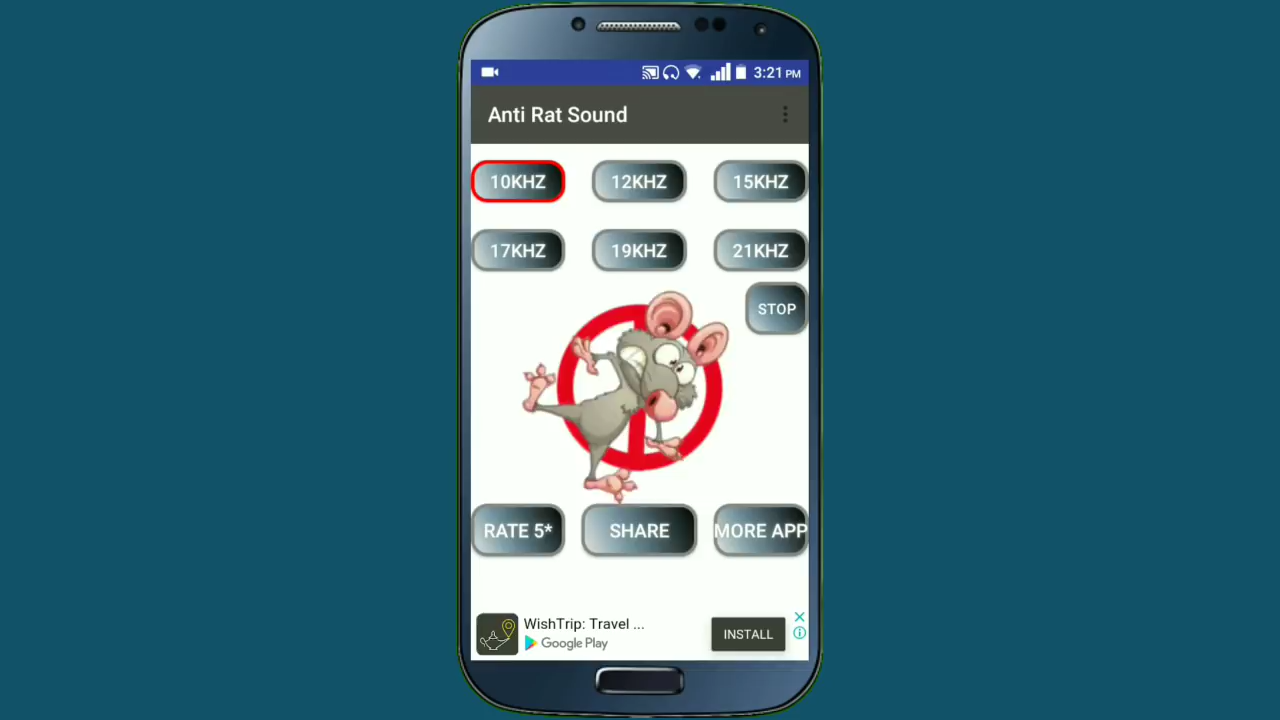 3:21 PM
Anti Rat Sound
10KHZ 12KHZ 15KHZ
17KHZ 19KHZ 21KHZ
STOP
RATE 5* SHARE MORE APP
WishTrip: Travel ...
Google Play
INSTALL